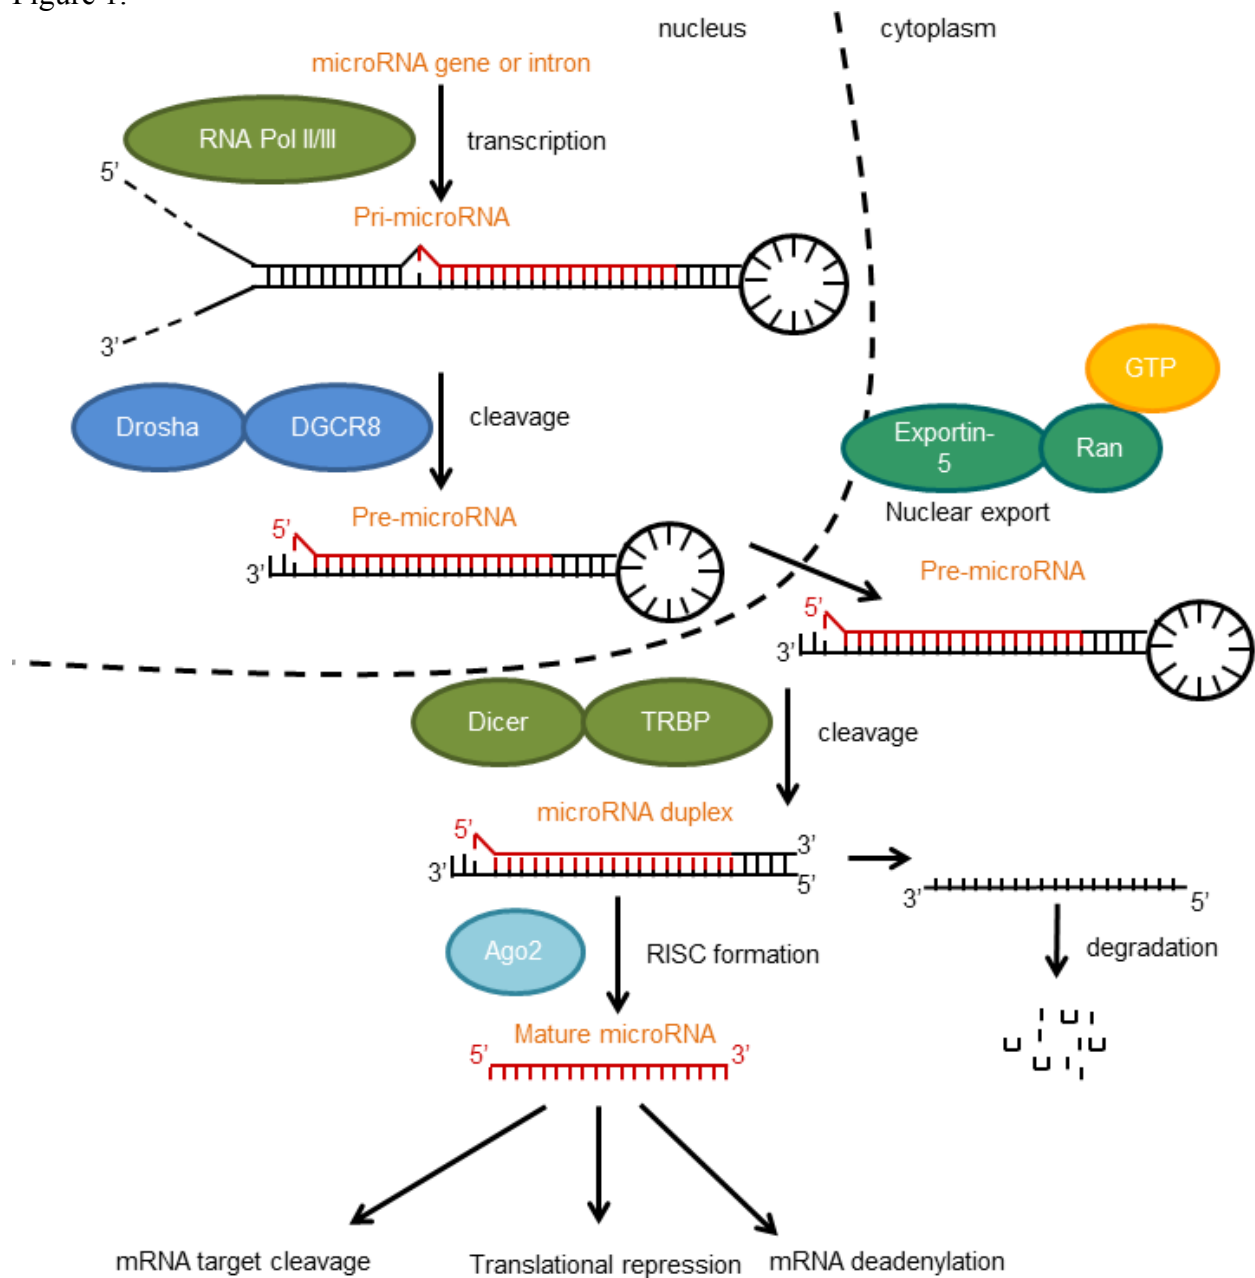 Figure 1.
nucleus
cytoplasm
microRNA gene or intron
RNA Pol II/III
transcription
5’
Pri-microRNA
3’
GTP
Drosha
DGCR8
cleavage
Exportin-
5
Ran
Nuclear export
Pre-microRNA
5’
3’
Pre-microRNA
5’
3’
Dicer
TRBP
cleavage
microRNA duplex
5’
3’
3’
5’
3’
5’
Ago2
RISC formation
degradation
Mature microRNA
5’
3’
mRNA target cleavage
Translational repression
mRNA deadenylation